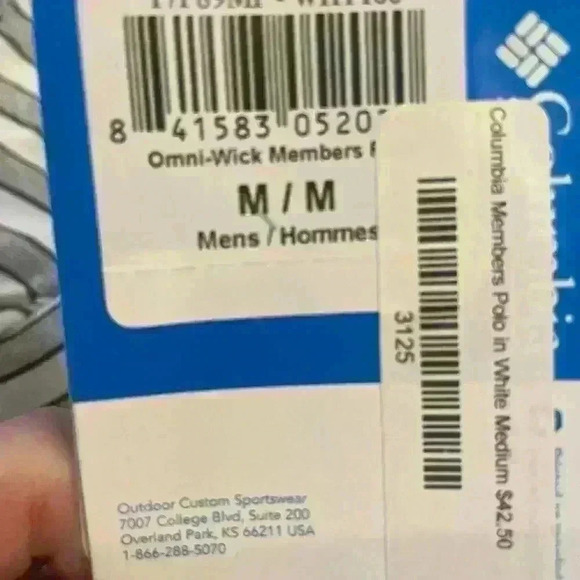 8 41583 0520
Omni-Wick Members
M / M
Mens / Hommes
Columbia Members Polo in White Medium $42.50
3125
Columbia
Outdoor Custom Sportswear
7007 College Blvd, Suite 200
Overland Park, KS 66211 USA
1-866-288-5070